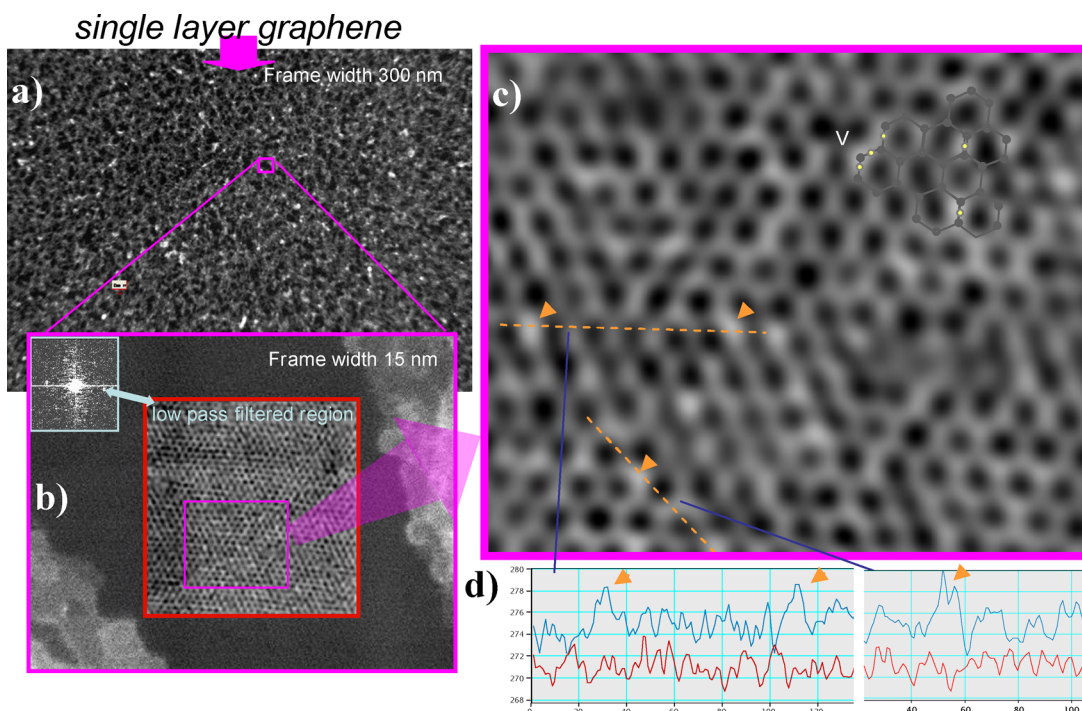 single layer graphene
Frame width 300 nm
a)
c)
V
Frame width 15 nm
low pass filtered region
b)
d)
280
278
276
274
272
270
268
0
20
40
60
80
100
120
40
60
80
100